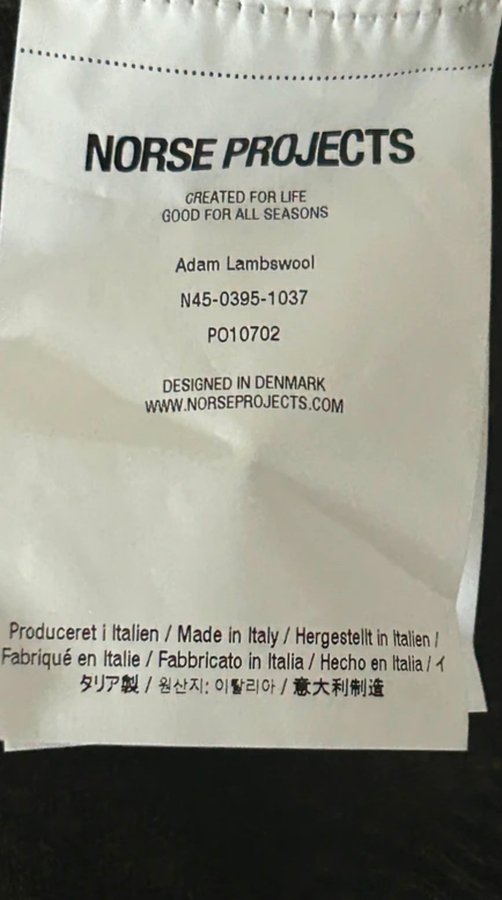 NORSE PROJECTS
CREATED FOR LIFE
GOOD FOR ALL SEASONS
Adam Lambswool
N45-0395-1037
PO10702
DESIGNED IN DENMARK
WWW.NORSEPROJECTS.COM
Produceret i Italien / Made in Italy / Hergestellt in Italien /
Fabriqué en Italie / Fabbricato in Italia / Hecho en Italia / イ
タリア製 / 원산지: 이탈리아 / 意大利制造